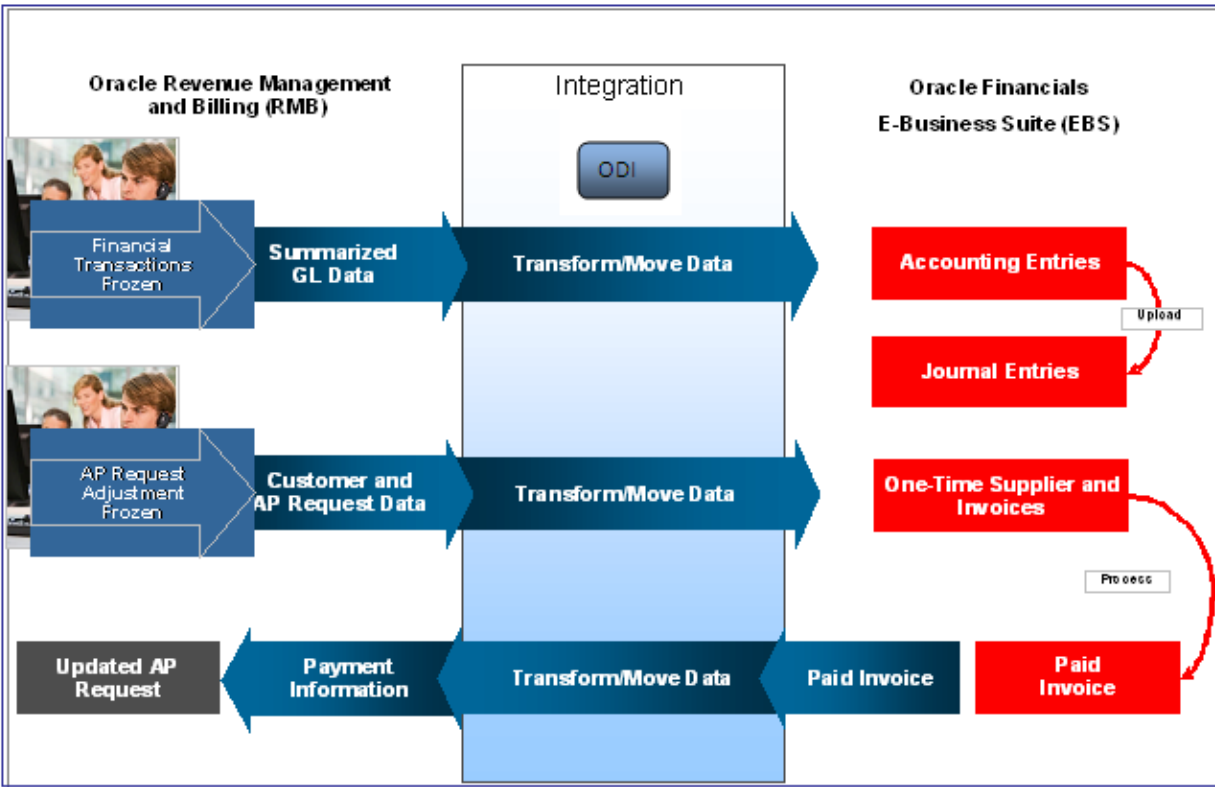 Oracle Revenue Management
and Billing (RMB)
Integration
Oracle Financials
E-Business Suite (EBS)
ODI
Financial
Transactions
Frozen
Summarized
GL Data
Transform/Move Data
Accounting Entries
Upload
Journal Entries
AP Request
Adjustment
Frozen
Customer and
AP Request Data
Transform/Move Data
One-Time Supplier and
Invoices
Process
Updated AP
Request
Payment
Information
Transform/Move Data
Paid Invoice
Paid
Invoice